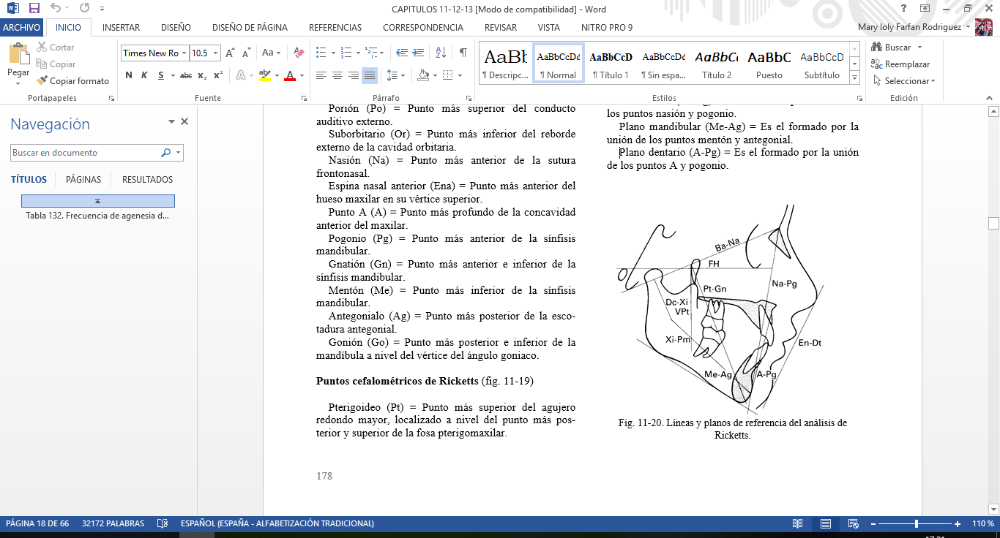 CAPITULOS 11-12-13 [Modo de compatibilidad] - Word
ARCHIVO INICIO INSERTAR DISEÑO DISEÑO DE PÁGINA REFERENCIAS CORRESPONDENCIA REVISAR VISTA NITRO PRO 9
Mary Ioly Farfan Rodriguez
Pegar
Cortar
Copiar
Copiar formato
Portapapeles
Times New Ro 10.5
Aa
N K S abc x₂ x²
A A
Fuente
Párrafo
AaBb
¶ Descripc...
AaBbCcDd
¶ Normal
AaBbCcD
¶ Título 1
AaBbCcDd
¶ Sin espa...
AaBbCc
Título 2
AaBbC
Puesto
AaBbCcD
Subtítulo
Estilos
Buscar
Reemplazar
Seleccionar
Edición
Navegación
Buscar en documento
TÍTULOS PÁGINAS RESULTADOS
Tabla 132. Frecuencia de agenesia d...
Porión (Po) = Punto más superior del conducto
auditivo externo.
Suborbitario (Or) = Punto más inferior del reborde
externo de la cavidad orbitaria.
Nasión (Na) = Punto más anterior de la sutura
frontonasal.
Espina nasal anterior (Ena) = Punto más anterior del
hueso maxilar en su vértice superior.
Punto A (A) = Punto más profundo de la concavidad
anterior del maxilar.
Pogonio (Pg) = Punto más anterior de la sínfisis
mandibular.
Gnatión (Gn) = Punto más anterior e inferior de la
sínfisis mandibular.
Mentón (Me) = Punto más inferior de la sínfisis
mandibular.
Antegonialo (Ag) = Punto más posterior de la esco-
tadura antegonial.
Gonión (Go) = Punto más posterior e inferior de la
mandíbula a nivel del vértice del ángulo goniaco.
Puntos cefalométricos de Ricketts (fig. 11-19)
Pterigoideo (Pt) = Punto más superior del agujero
redondo mayor, localizado a nivel del punto más pos-
terior y superior de la fosa pterigomaxilar.
178
los puntos nasión y pogonio.
Plano mandibular (Me-Ag) = Es el formado por la
unión de los puntos mentón y antegonial.
Plano dentario (A-Pg) = Es el formado por la unión
de los puntos A y pogonio.
Ba-Na
FH
Pt-Gn
Na-Pg
Dc-Xi
VPt
Xi-Pm
En-Dt
Me-Ag
A-Pg
Fig. 11-20. Líneas y planos de referencia del análisis de
Ricketts.
PÁGINA 18 DE 66 32172 PALABRAS ESPAÑOL (ESPAÑA - ALFABETIZACIÓN TRADICIONAL)
110 %